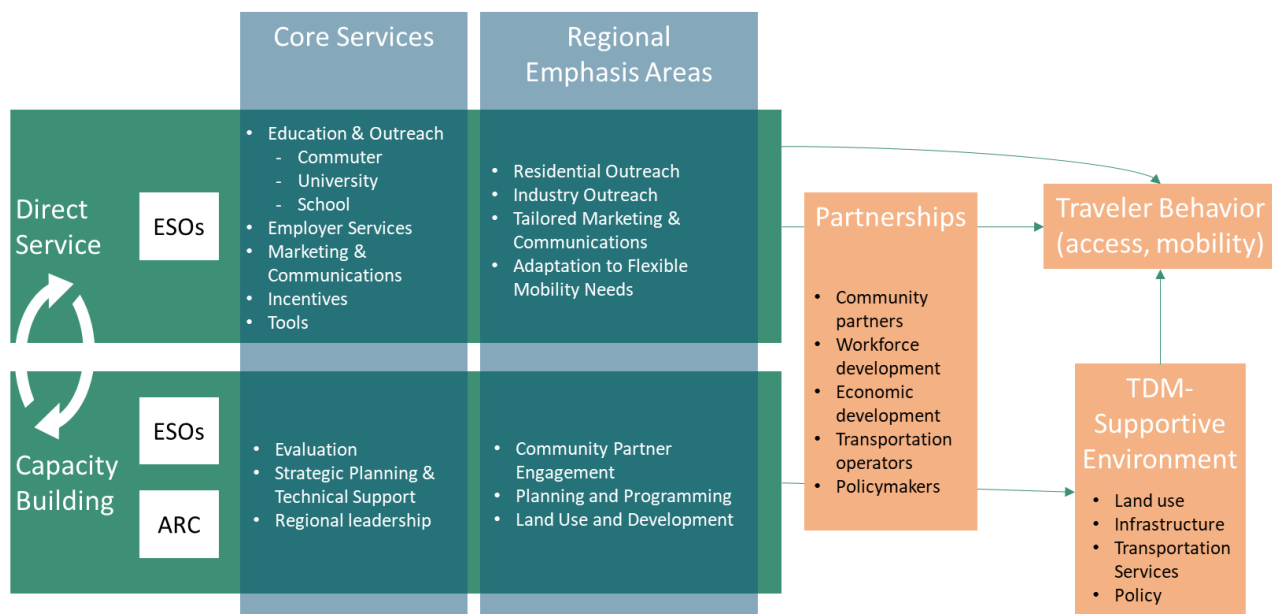 Core Services
Regional
Emphasis Areas
Direct
Service
ESOs
• Education & Outreach
- Commuter
- University
- School
• Employer Services
• Marketing &
Communications
• Incentives
• Tools
• Residential Outreach
• Industry Outreach
• Tailored Marketing &
Communications
• Adaptation to Flexible
Mobility Needs
Capacity
Building
ESOs
ARC
• Evaluation
• Strategic Planning &
Technical Support
• Regional leadership
• Community Partner
Engagement
• Planning and Programming
• Land Use and Development
Partnerships
• Community
partners
• Workforce
development
• Economic
development
• Transportation
operators
• Policymakers
Traveler Behavior
(access, mobility)
TDM-
Supportive
Environment
• Land use
• Infrastructure
• Transportation
Services
• Policy